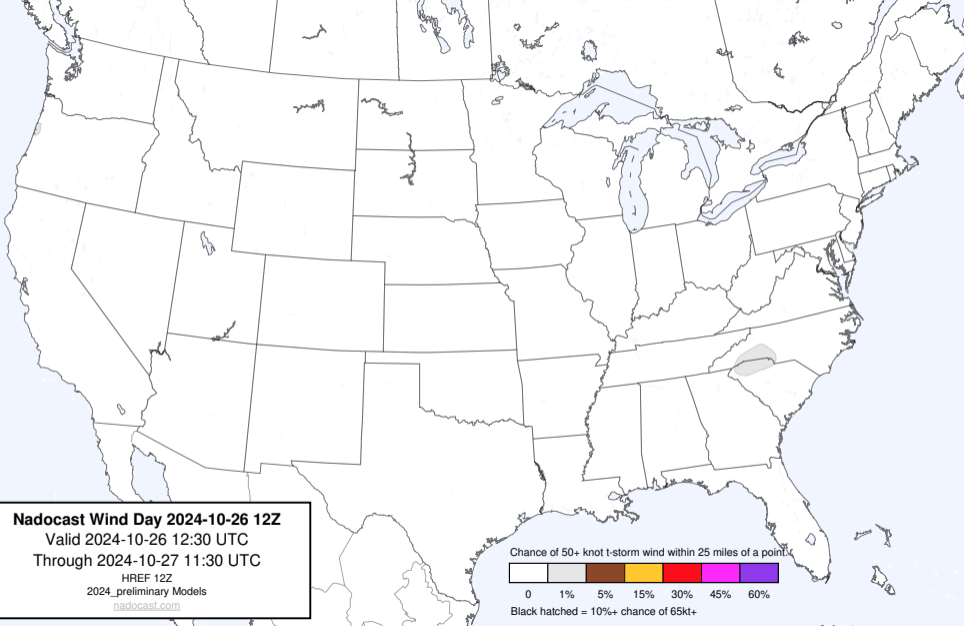 Nadocast Wind Day 2024-10-26 12Z
Valid 2024-10-26 12:30 UTC
Through 2024-10-27 11:30 UTC
HREF 12Z
2024_preliminary Models
nadocast.com
Chance of 50+ knot t-storm wind within 25 miles of a point.
0 1% 5% 15% 30% 45% 60%
Black hatched = 10%+ chance of 65kt+